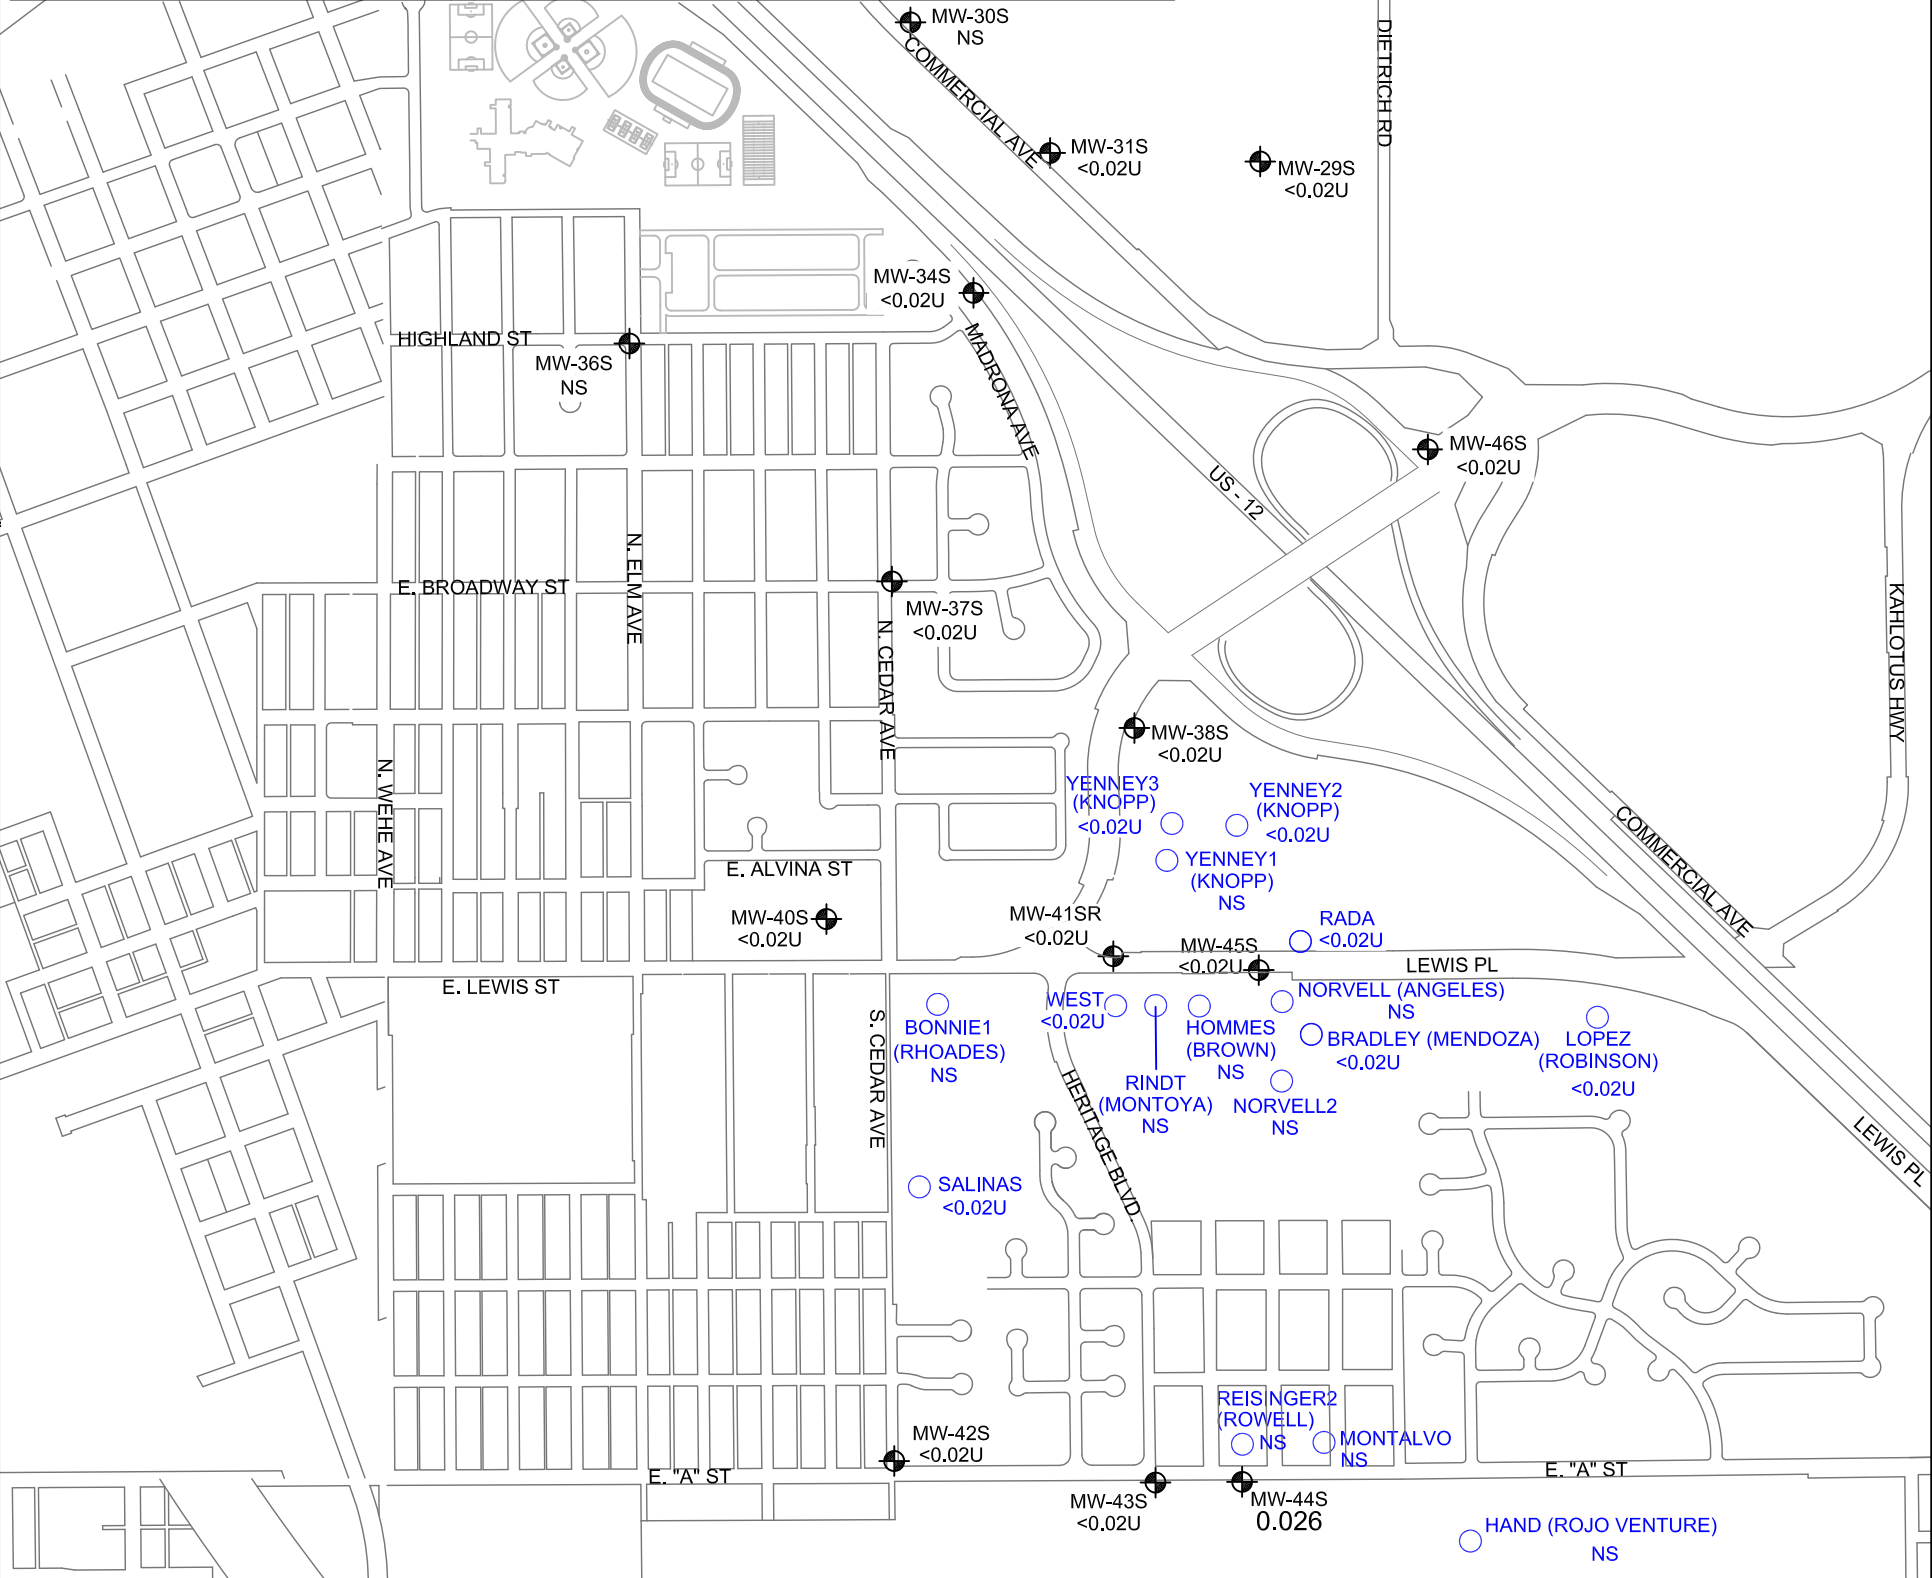 MW-30S
NS
COMMERCIAL AVE
DIETRICH RD
MW-31S
<0.02U
MW-29S
<0.02U
MW-34S
<0.02U
HIGHLAND ST
MW-36S
NS
MADRONA AVE
MW-46S
<0.02U
US - 12
N. ELM AVE
E. BROADWAY ST
MW-37S
<0.02U
N. CEDAR AVE
KAHLOTUS HWY
MW-38S
<0.02U
N. WEHE AVE
YENNEY3
(KNOPP)
<0.02U
YENNEY2
(KNOPP)
<0.02U
YENNEY1
(KNOPP)
NS
COMMERCIAL AVE
E. ALVINA ST
MW-40S
<0.02U
MW-41SR
<0.02U
MW-45S
<0.02U
RADA
<0.02U
LEWIS PL
E. LEWIS ST
BONNIE1
(RHOADES)
NS
S. CEDAR AVE
WEST
<0.02U
HOMMES
(BROWN)
NS
NORVELL (ANGELES)
NS
BRADLEY (MENDOZA)
<0.02U
LOPEZ
(ROBINSON)
<0.02U
RINDT
(MONTOYA)
NS
NORVELL2
NS
HERITAGE BLVD.
LEWIS PL
SALINAS
<0.02U
REISINGER2
(ROWELL)
NS
MONTALVO
NS
MW-42S
<0.02U
E. "A" ST
E. "A" ST
MW-43S
<0.02U
MW-44S
0.026
HAND (ROJO VENTURE)
NS